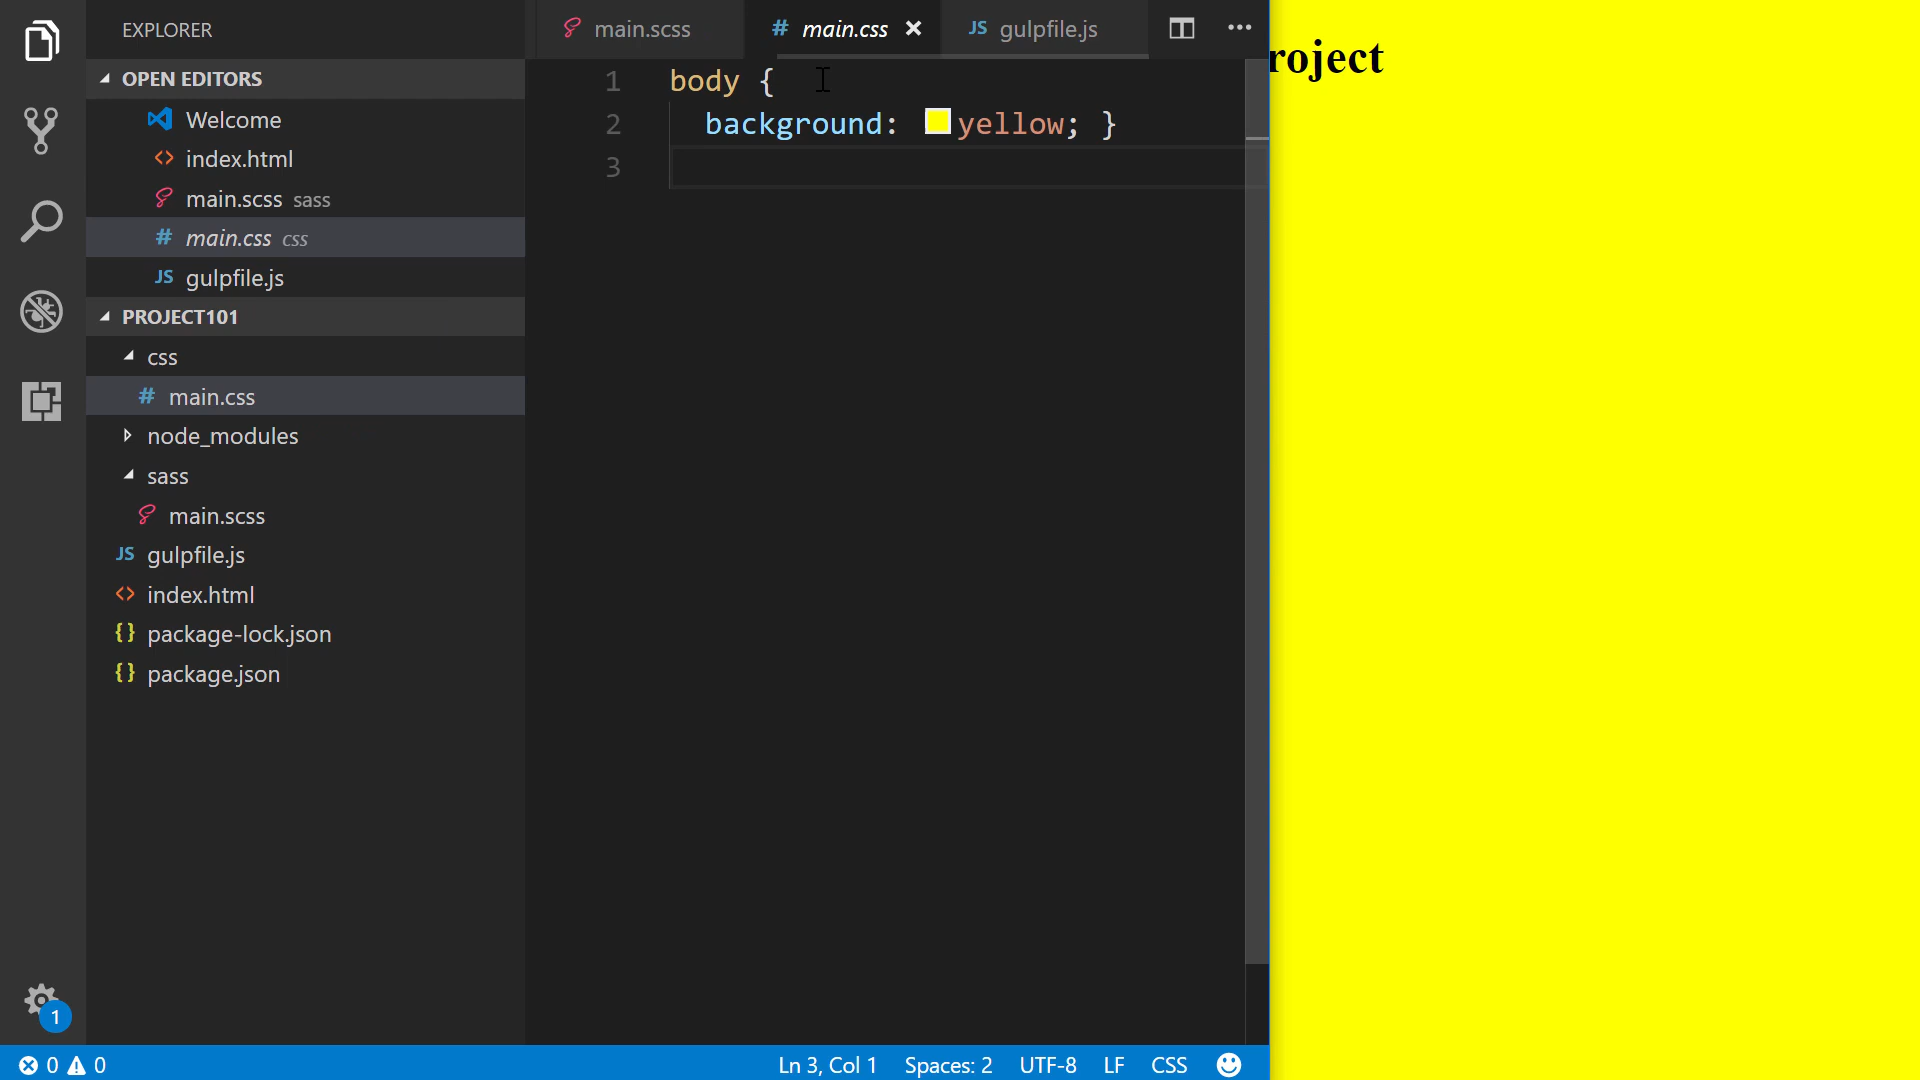 EXPLORER
OPEN EDITORS
Welcome
<> index.html
main.scss sass
# main.css css
JS gulpfile.js
PROJECT101
css
# main.css
node_modules
sass
main.scss
JS gulpfile.js
<> index.html
{} package-lock.json
{} package.json
1
main.scss
# main.css
JS gulpfile.js
1 body {
2 background: yellow; }
3
roject
0 0
Ln 3, Col 1
Spaces: 2
UTF-8
LF
CSS